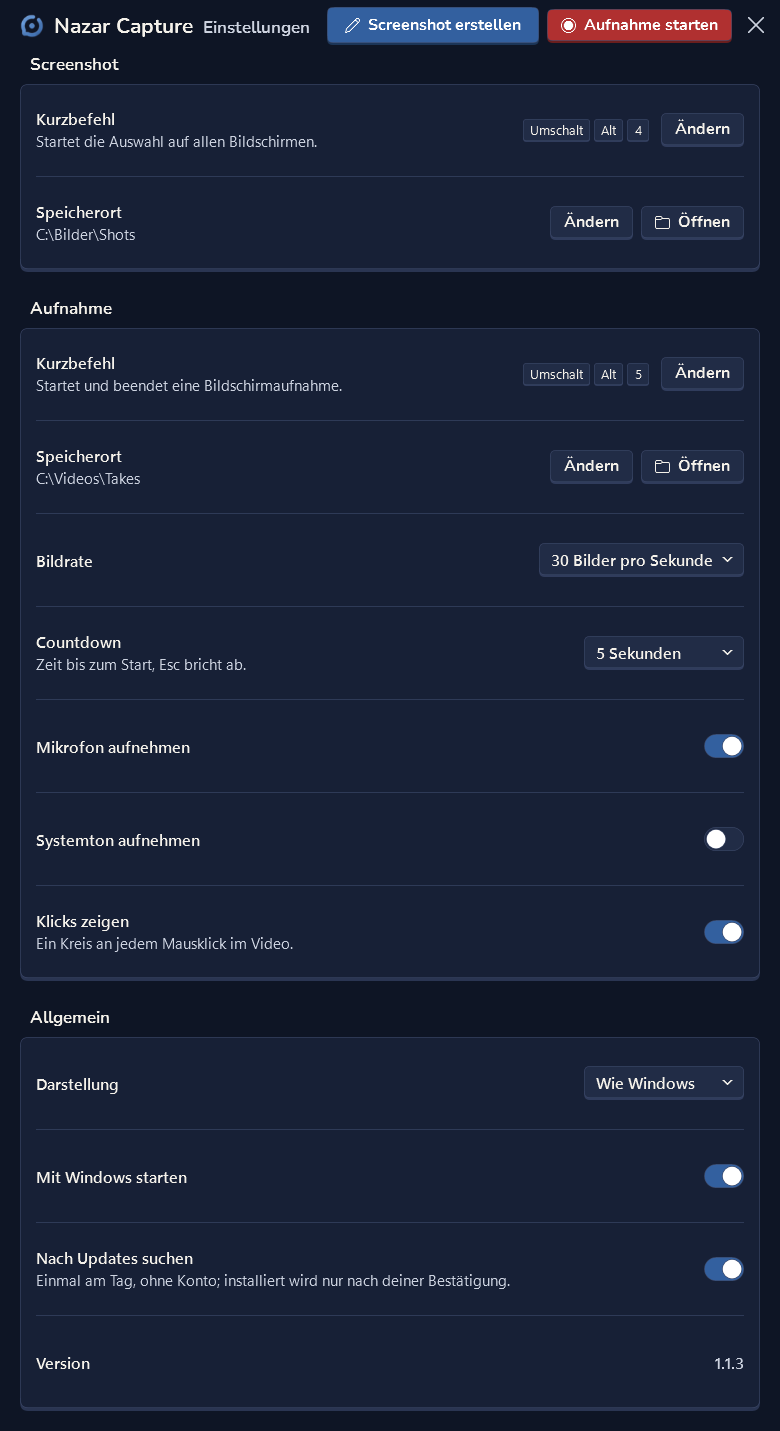 Nazar Capture Einstellungen Screenshot erstellen Aufnahme starten
Screenshot
Kurzbefehl
Startet die Auswahl auf allen Bildschirmen.
Umschalt Alt 4 Ändern
Speicherort
C:\Bilder\Shots
Ändern Öffnen
Aufnahme
Kurzbefehl
Startet und beendet eine Bildschirmaufnahme.
Umschalt Alt 5 Ändern
Speicherort
C:\Videos\Takes
Ändern Öffnen
Bildrate 30 Bilder pro Sekunde
Countdown
Zeit bis zum Start, Esc bricht ab.
5 Sekunden
Mikrofon aufnehmen
Systemton aufnehmen
Klicks zeigen
Ein Kreis an jedem Mausklick im Video.
Allgemein
Darstellung Wie Windows
Mit Windows starten
Nach Updates suchen
Einmal am Tag, ohne Konto; installiert wird nur nach deiner Bestätigung.
Version 1.1.3